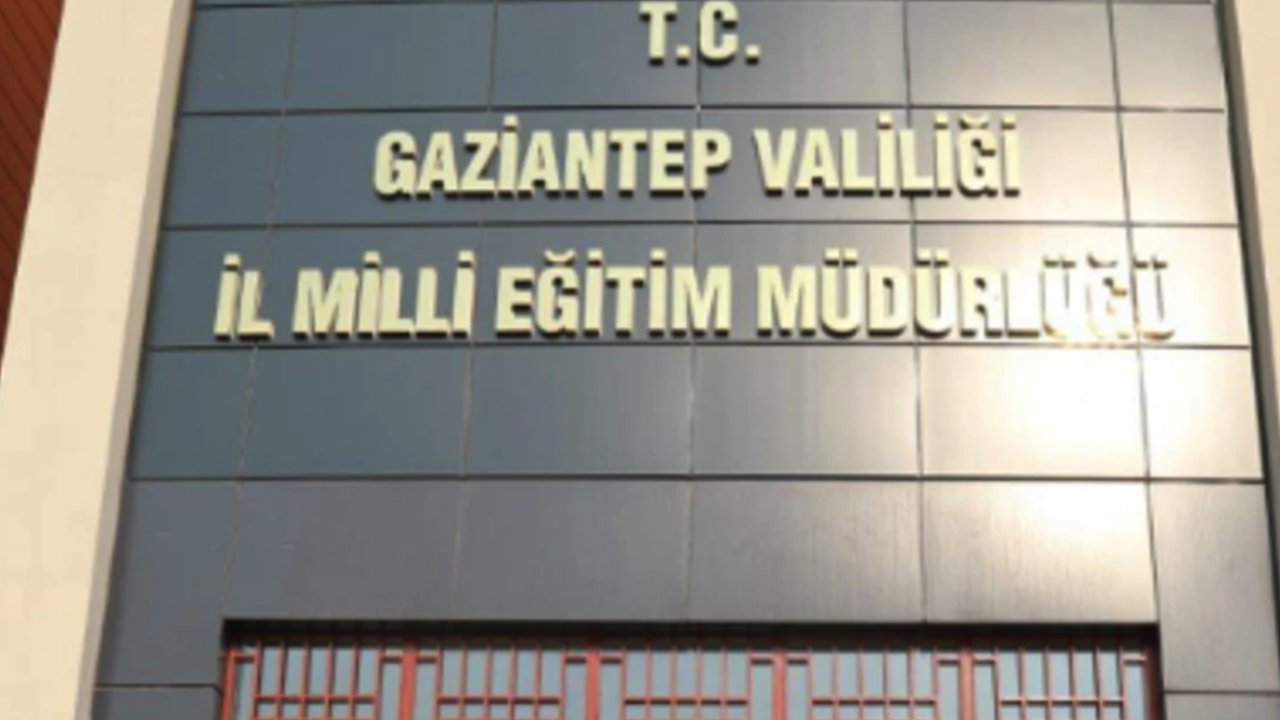 T.C.
GAZİANTEP VALİLİĞİ
İL MİLLİ EĞİTİM MÜDÜRLÜĞÜ